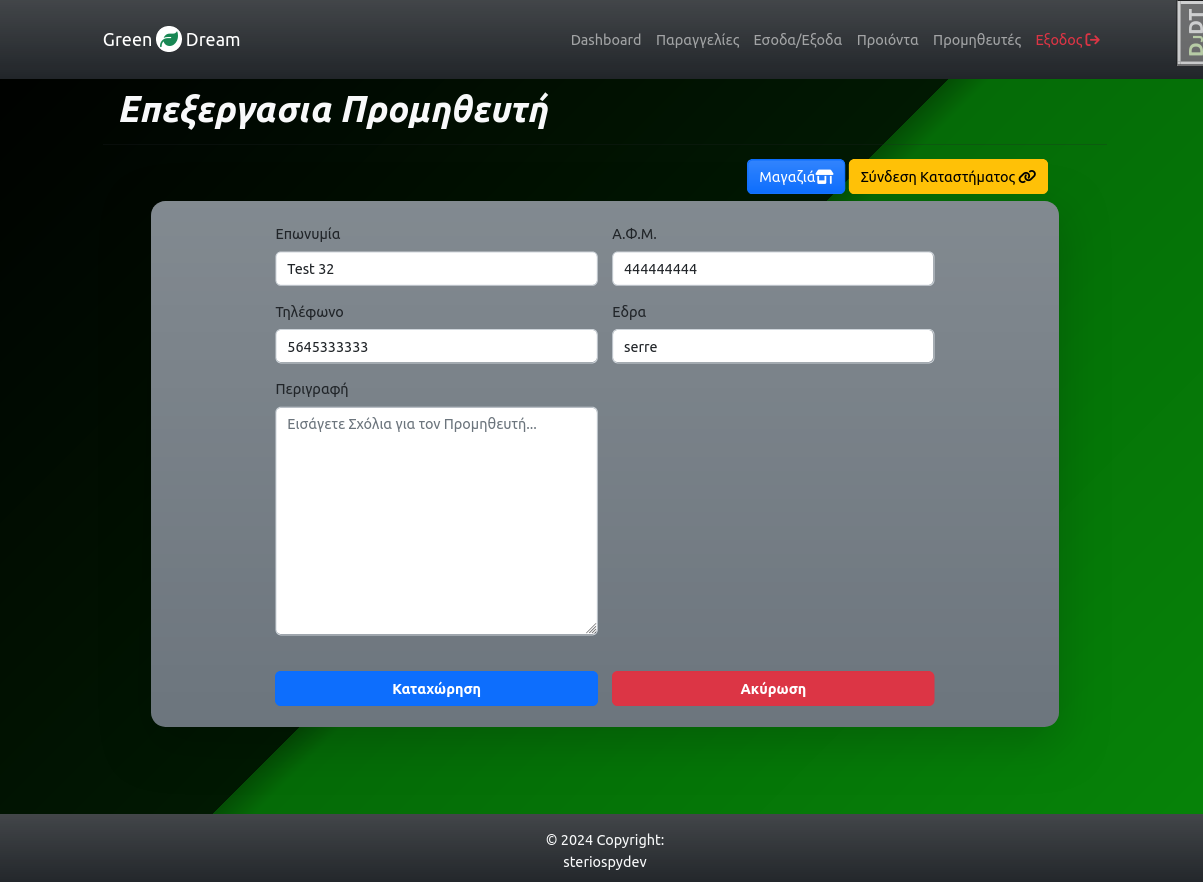 Green Dream
Dashboard Παραγγελίες Εσοδα/Εξοδα Προιόντα Προμηθευτές Εξοδος
DJDT
Επεξεργασια Προμηθευτή
Μαγαζιά Σύνδεση Καταστήματος
Επωνυμία Α.Φ.Μ.
Test 32 444444444
Τηλέφωνο Εδρα
5645333333 serre
Περιγραφή
Εισάγετε Σχόλια για τον Προμηθευτή...
Καταχώρηση Ακύρωση
© 2024 Copyright:
steriospydev